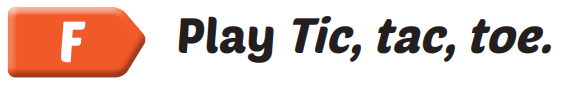 F Play Tic, tac, toe.